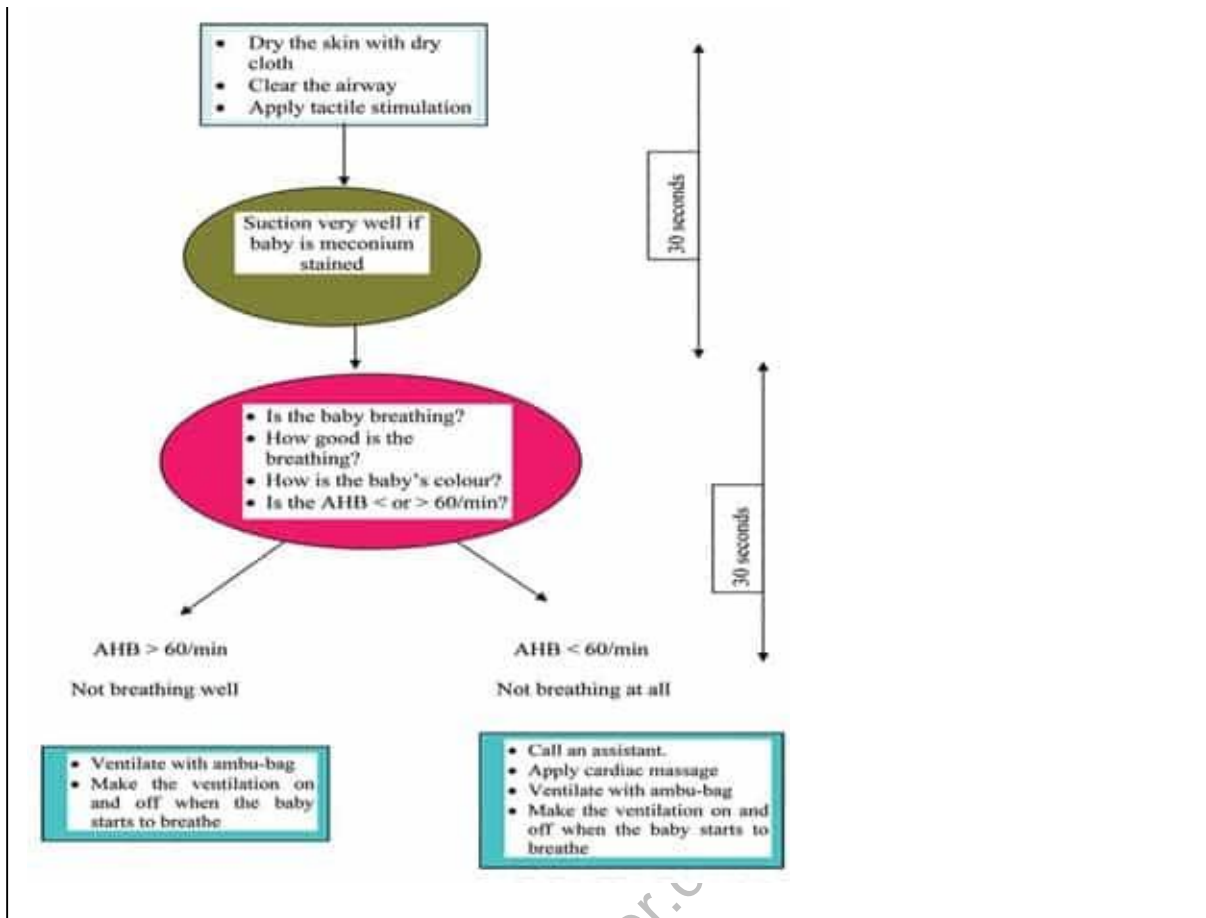 • Dry the skin with dry
cloth
• Clear the airway
• Apply tactile stimulation
30 seconds
Suction very well if
baby is meconium
stained
• Is the baby breathing?
• How good is the
breathing?
• How is the baby's colour?
• Is the AHB < or > 60/min?
30 seconds
AHB > 60/min
Not breathing well
AHB < 60/min
Not breathing at all
• Ventilate with ambu-bag
• Make the ventilation on
and off when the baby
starts to breathe
• Call an assistant.
• Apply cardiac massage
• Ventilate with ambu-bag
• Make the ventilation on and
off when the baby starts to
breathe